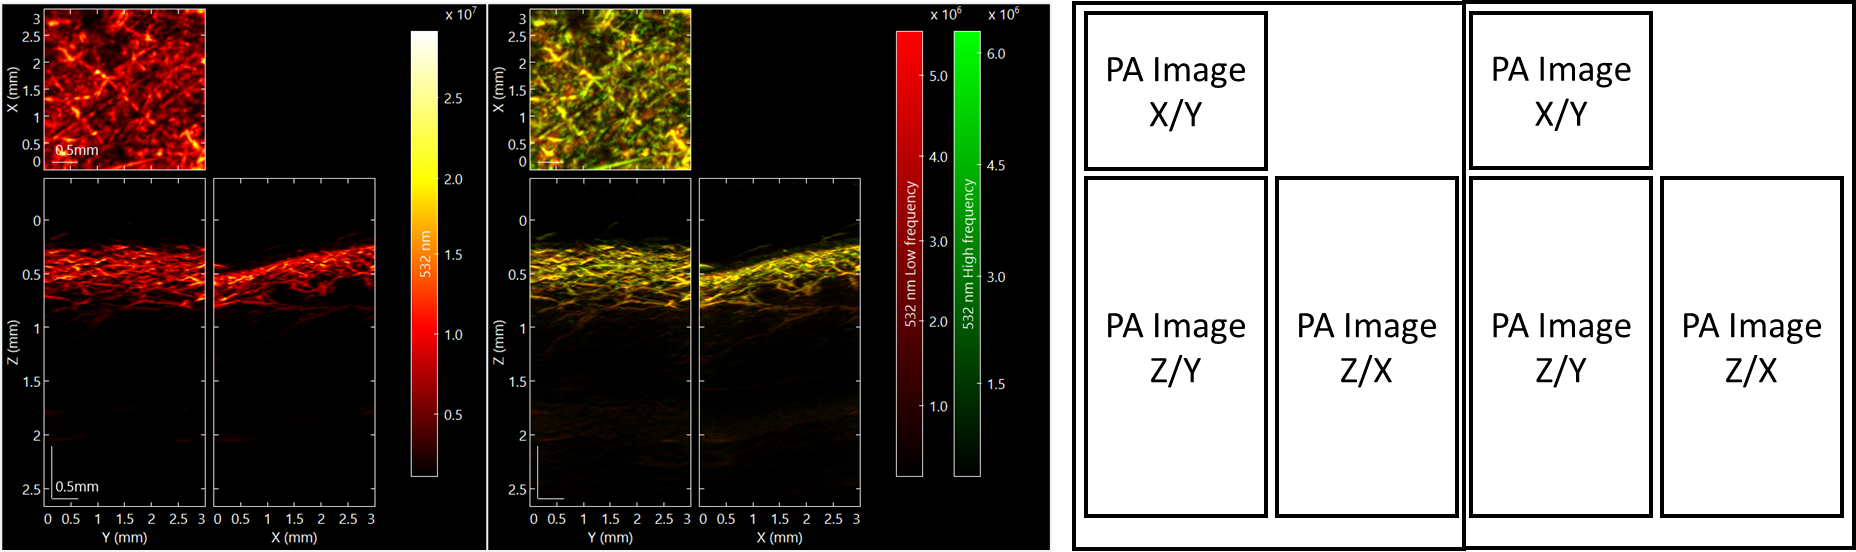 x 10⁷
3
2.5
2
1.5
1
0.5
0
X (mm)
0.5mm
2.5
2.0
1.5
1.0
0.5
532 nm
0
0.5
1
1.5
2
2.5
Z (mm)
0.5mm
0 0.5 1 1.5 2 2.5 3
Y (mm)
0 0.5 1 1.5 2 2.5 3
X (mm)
x 10⁶ x 10⁶
3
2.5
2
1.5
1
0.5
0
X (mm)
5.0
4.0
3.0
2.0
1.0
532 nm Low frequency
6.0
4.5
3.0
1.5
532 nm High frequency
0
0.5
1
1.5
2
2.5
Z (mm)
0 0.5 1 1.5 2 2.5 3
Y (mm)
0 0.5 1 1.5 2 2.5 3
X (mm)
PA Image
X/Y
PA Image
X/Y
PA Image
Z/Y
PA Image
Z/X
PA Image
Z/Y
PA Image
Z/X